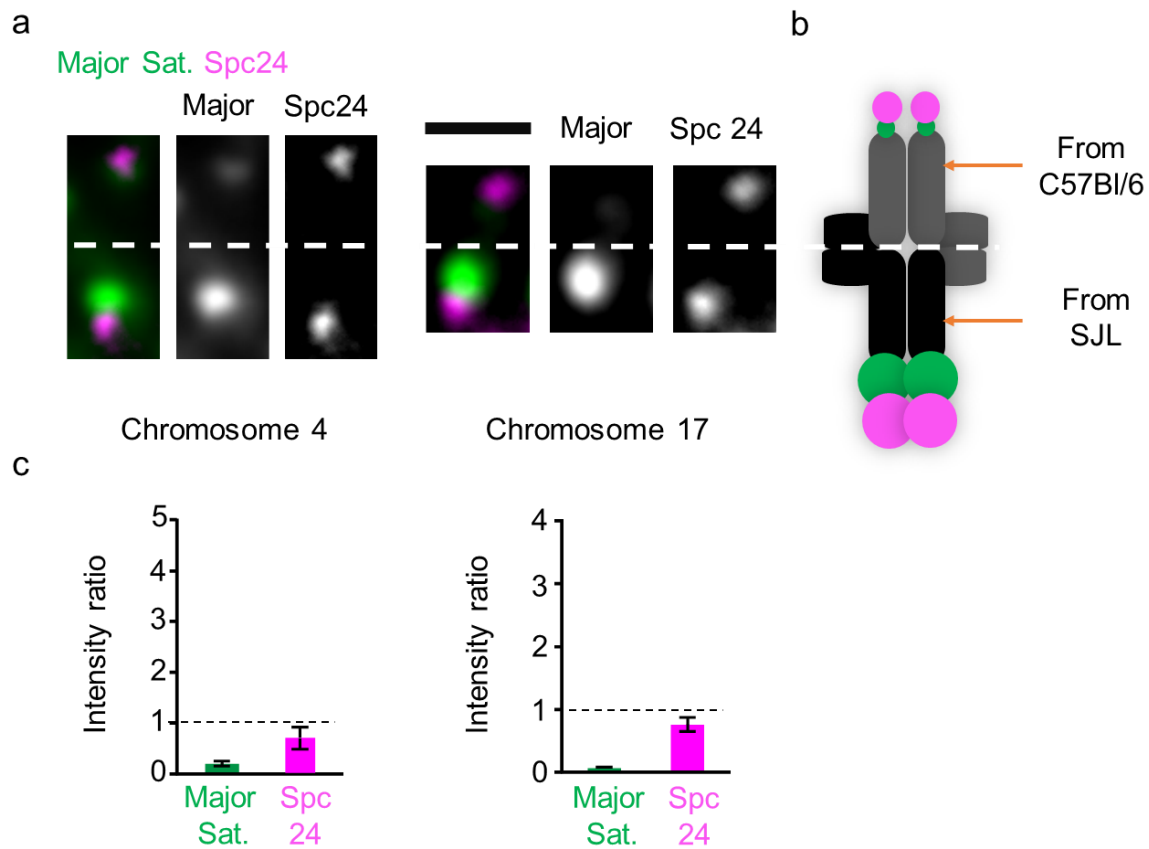 a
Major Sat. Spc24
Major Spc24
Major Spc 24
Chromosome 4
Chromosome 17
b
From
C57Bl/6
From
SJL
c
Intensity ratio
5
4
3
2
1
0
Major
Sat.
Spc
24
Intensity ratio
4
3
2
1
0
Major
Sat.
Spc
24